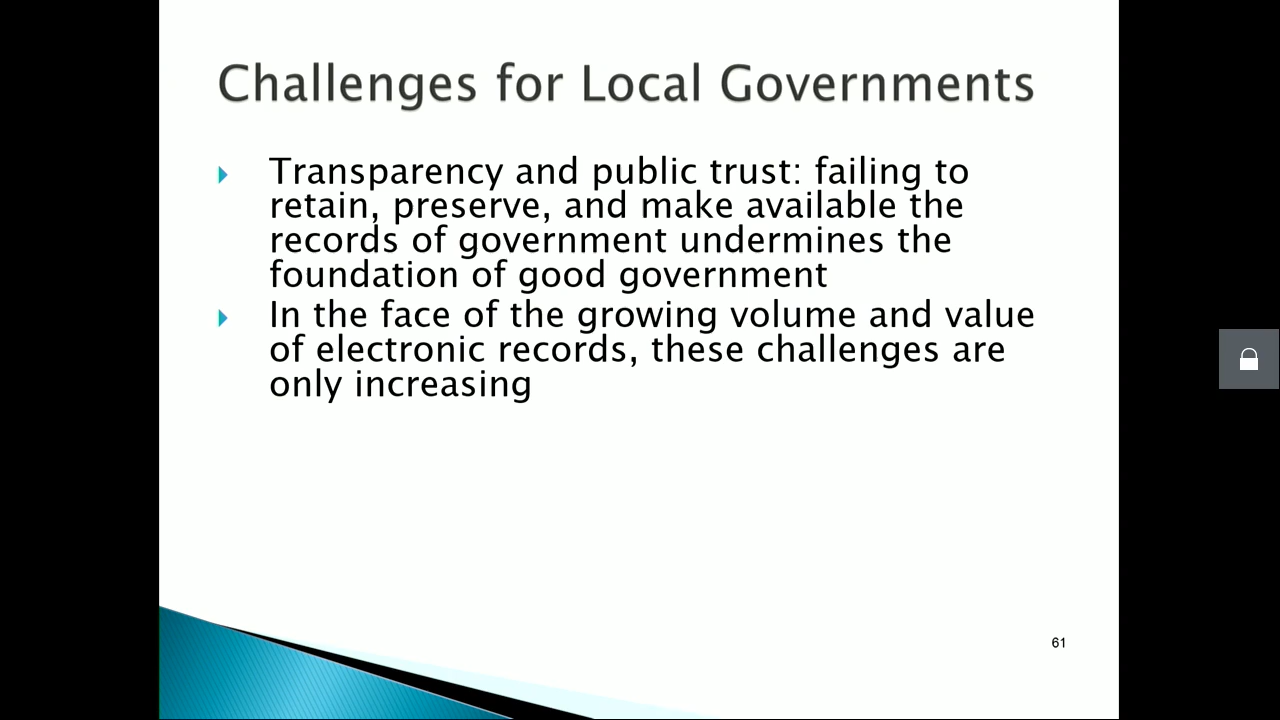 Challenges for Local Governments
Transparency and public trust: failing to
retain, preserve, and make available the
records of government undermines the
foundation of good government
In the face of the growing volume and value
of electronic records, these challenges are
only increasing
61